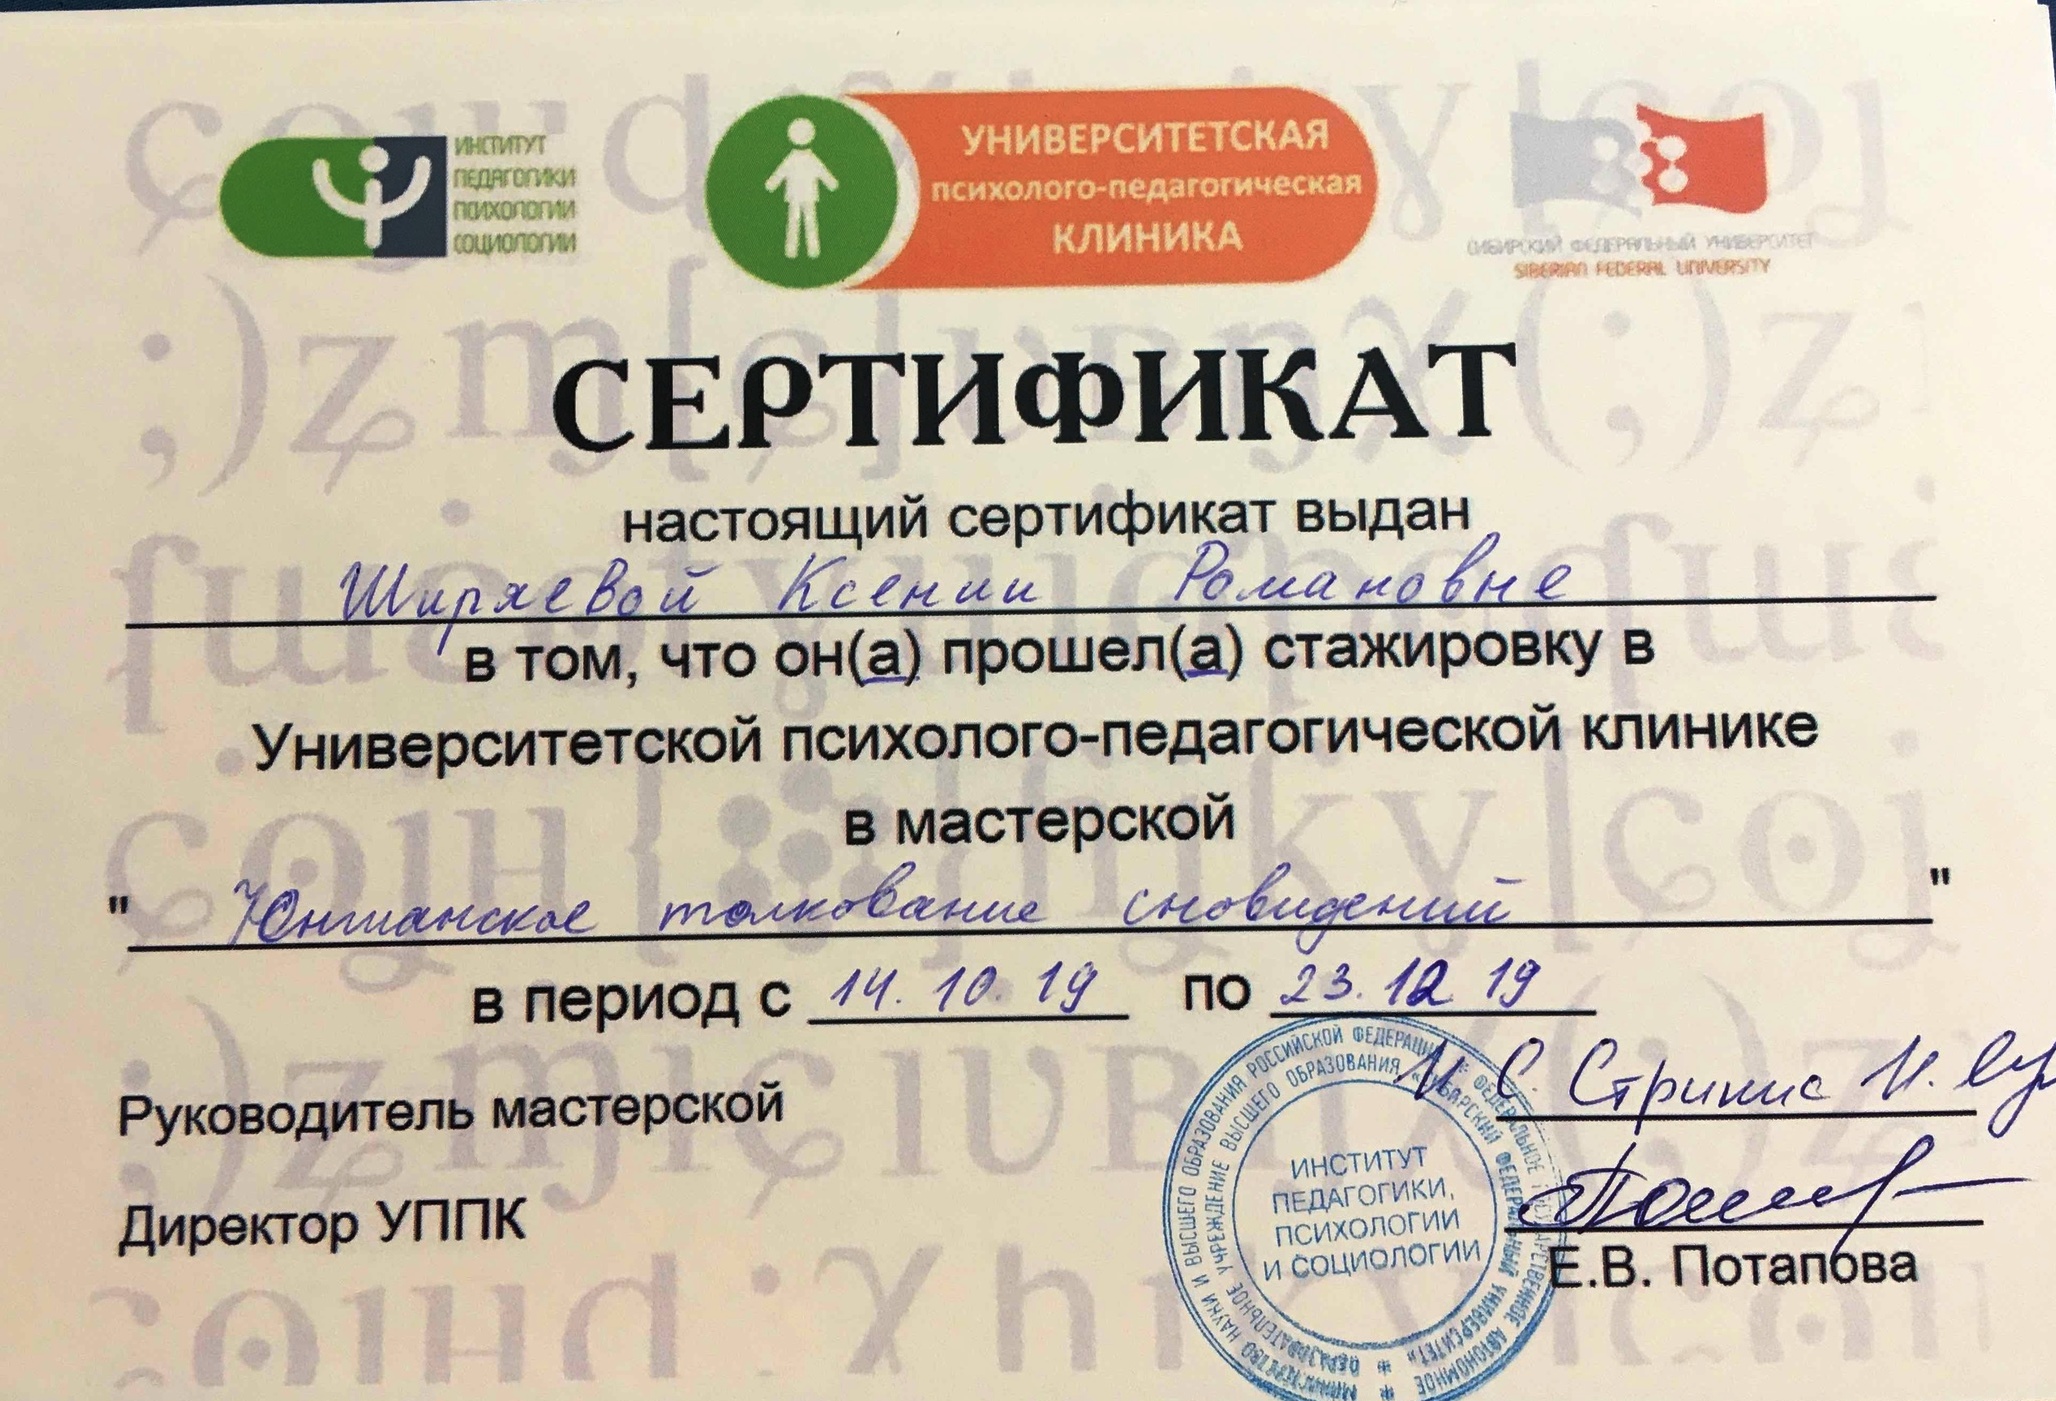 ИНСТИТУТ
ПЕДАГОГИКИ
ПСИХОЛОГИИ
СОЦИОЛОГИИ
УНИВЕРСИТЕТСКАЯ
психолого-педагогическая
КЛИНИКА
СИБИРСКИЙ ФЕДЕРАЛЬНЫЙ УНИВЕРСИТЕТ
SIBERIAN FEDERAL UNIVERSITY
СЕРТИФИКАТ
настоящий сертификат выдан
Ширяевой Ксении Романовне
в том, что он(а) прошел(а) стажировку в
Университетской психолого-педагогической клинике
в мастерской
" Юнгианское толкование сновидений "
в период с 14.10.19 по 23.12 19
Руководитель мастерской
И С Стринис
Директор УППК
Е.В. Потапова
ИНСТИТУТ
ПЕДАГОГИКИ,
ПСИХОЛОГИИ
И СОЦИОЛОГИИ